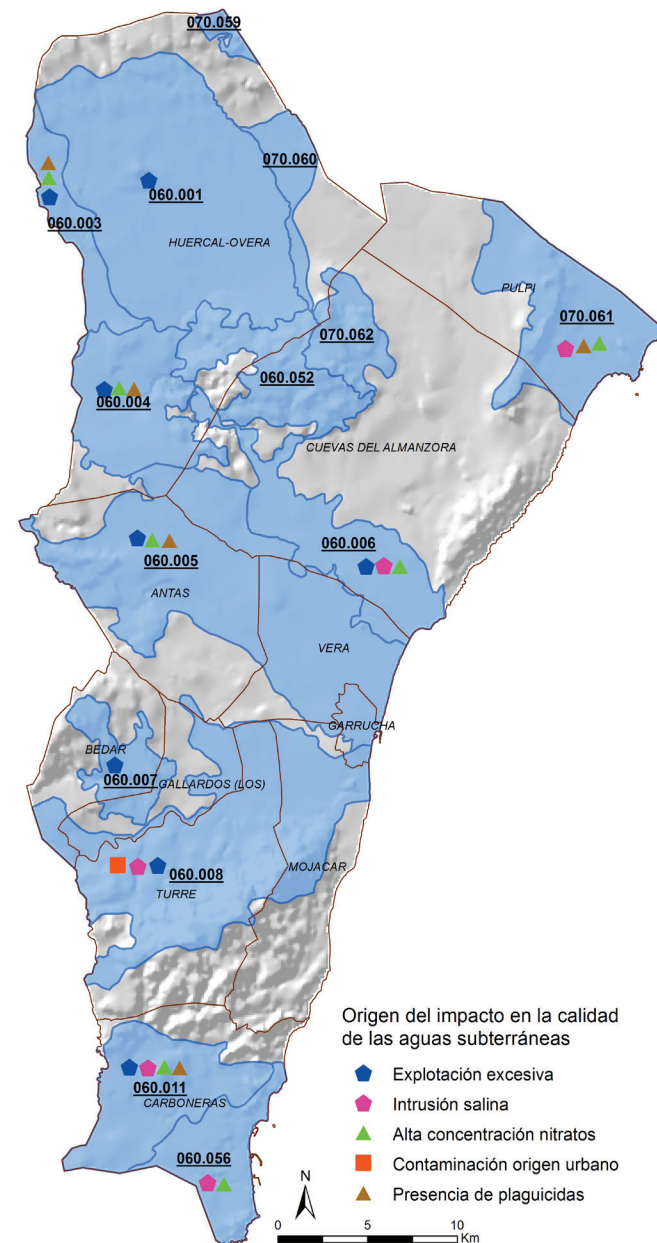 070.059
070.060
060.001
060.003
HUERCAL-OVERA
PULPI
070.061
070.062
060.052
060.004
CUEVAS DEL ALMANZORA
060.006
060.005
ANTAS
VERA
GARRUCHA
BEDAR
060.007
GALLARDOS (LOS)
MOJACAR
060.008
TURRE
Origen del impacto en la calidad
de las aguas subterráneas
Explotación excesiva
Intrusión salina
Alta concentración nitratos
Contaminación origen urbano
Presencia de plaguicidas
060.011
CARBONERAS
060.056
N
0 5 10
Km